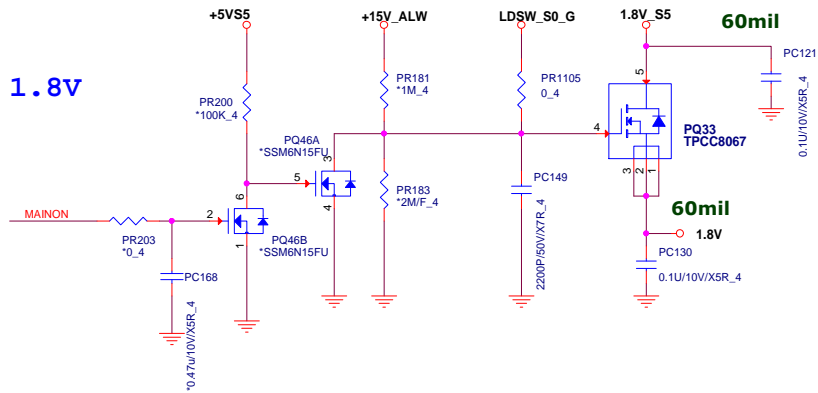 +5VS5
+15V_ALW
LDSW_S0_G
1.8V_S5
60mil
PC121
0.1U/10V/X5R_4
1.8V
PR200
*100K_4
PR181
*1M_4
PR1105
0_4
5
PQ33
TPCC8067
4
3
2
1
PQ46A
*SSM6N15FU
3
5
4
PR183
*2M/F_4
PC149
2200P/50V/X7R_4
6
2
1
PQ46B
*SSM6N15FU
MAINON
PR203
*0_4
PC168
*0.47u/10V/X5R_4
60mil
1.8V
PC130
0.1U/10V/X5R_4